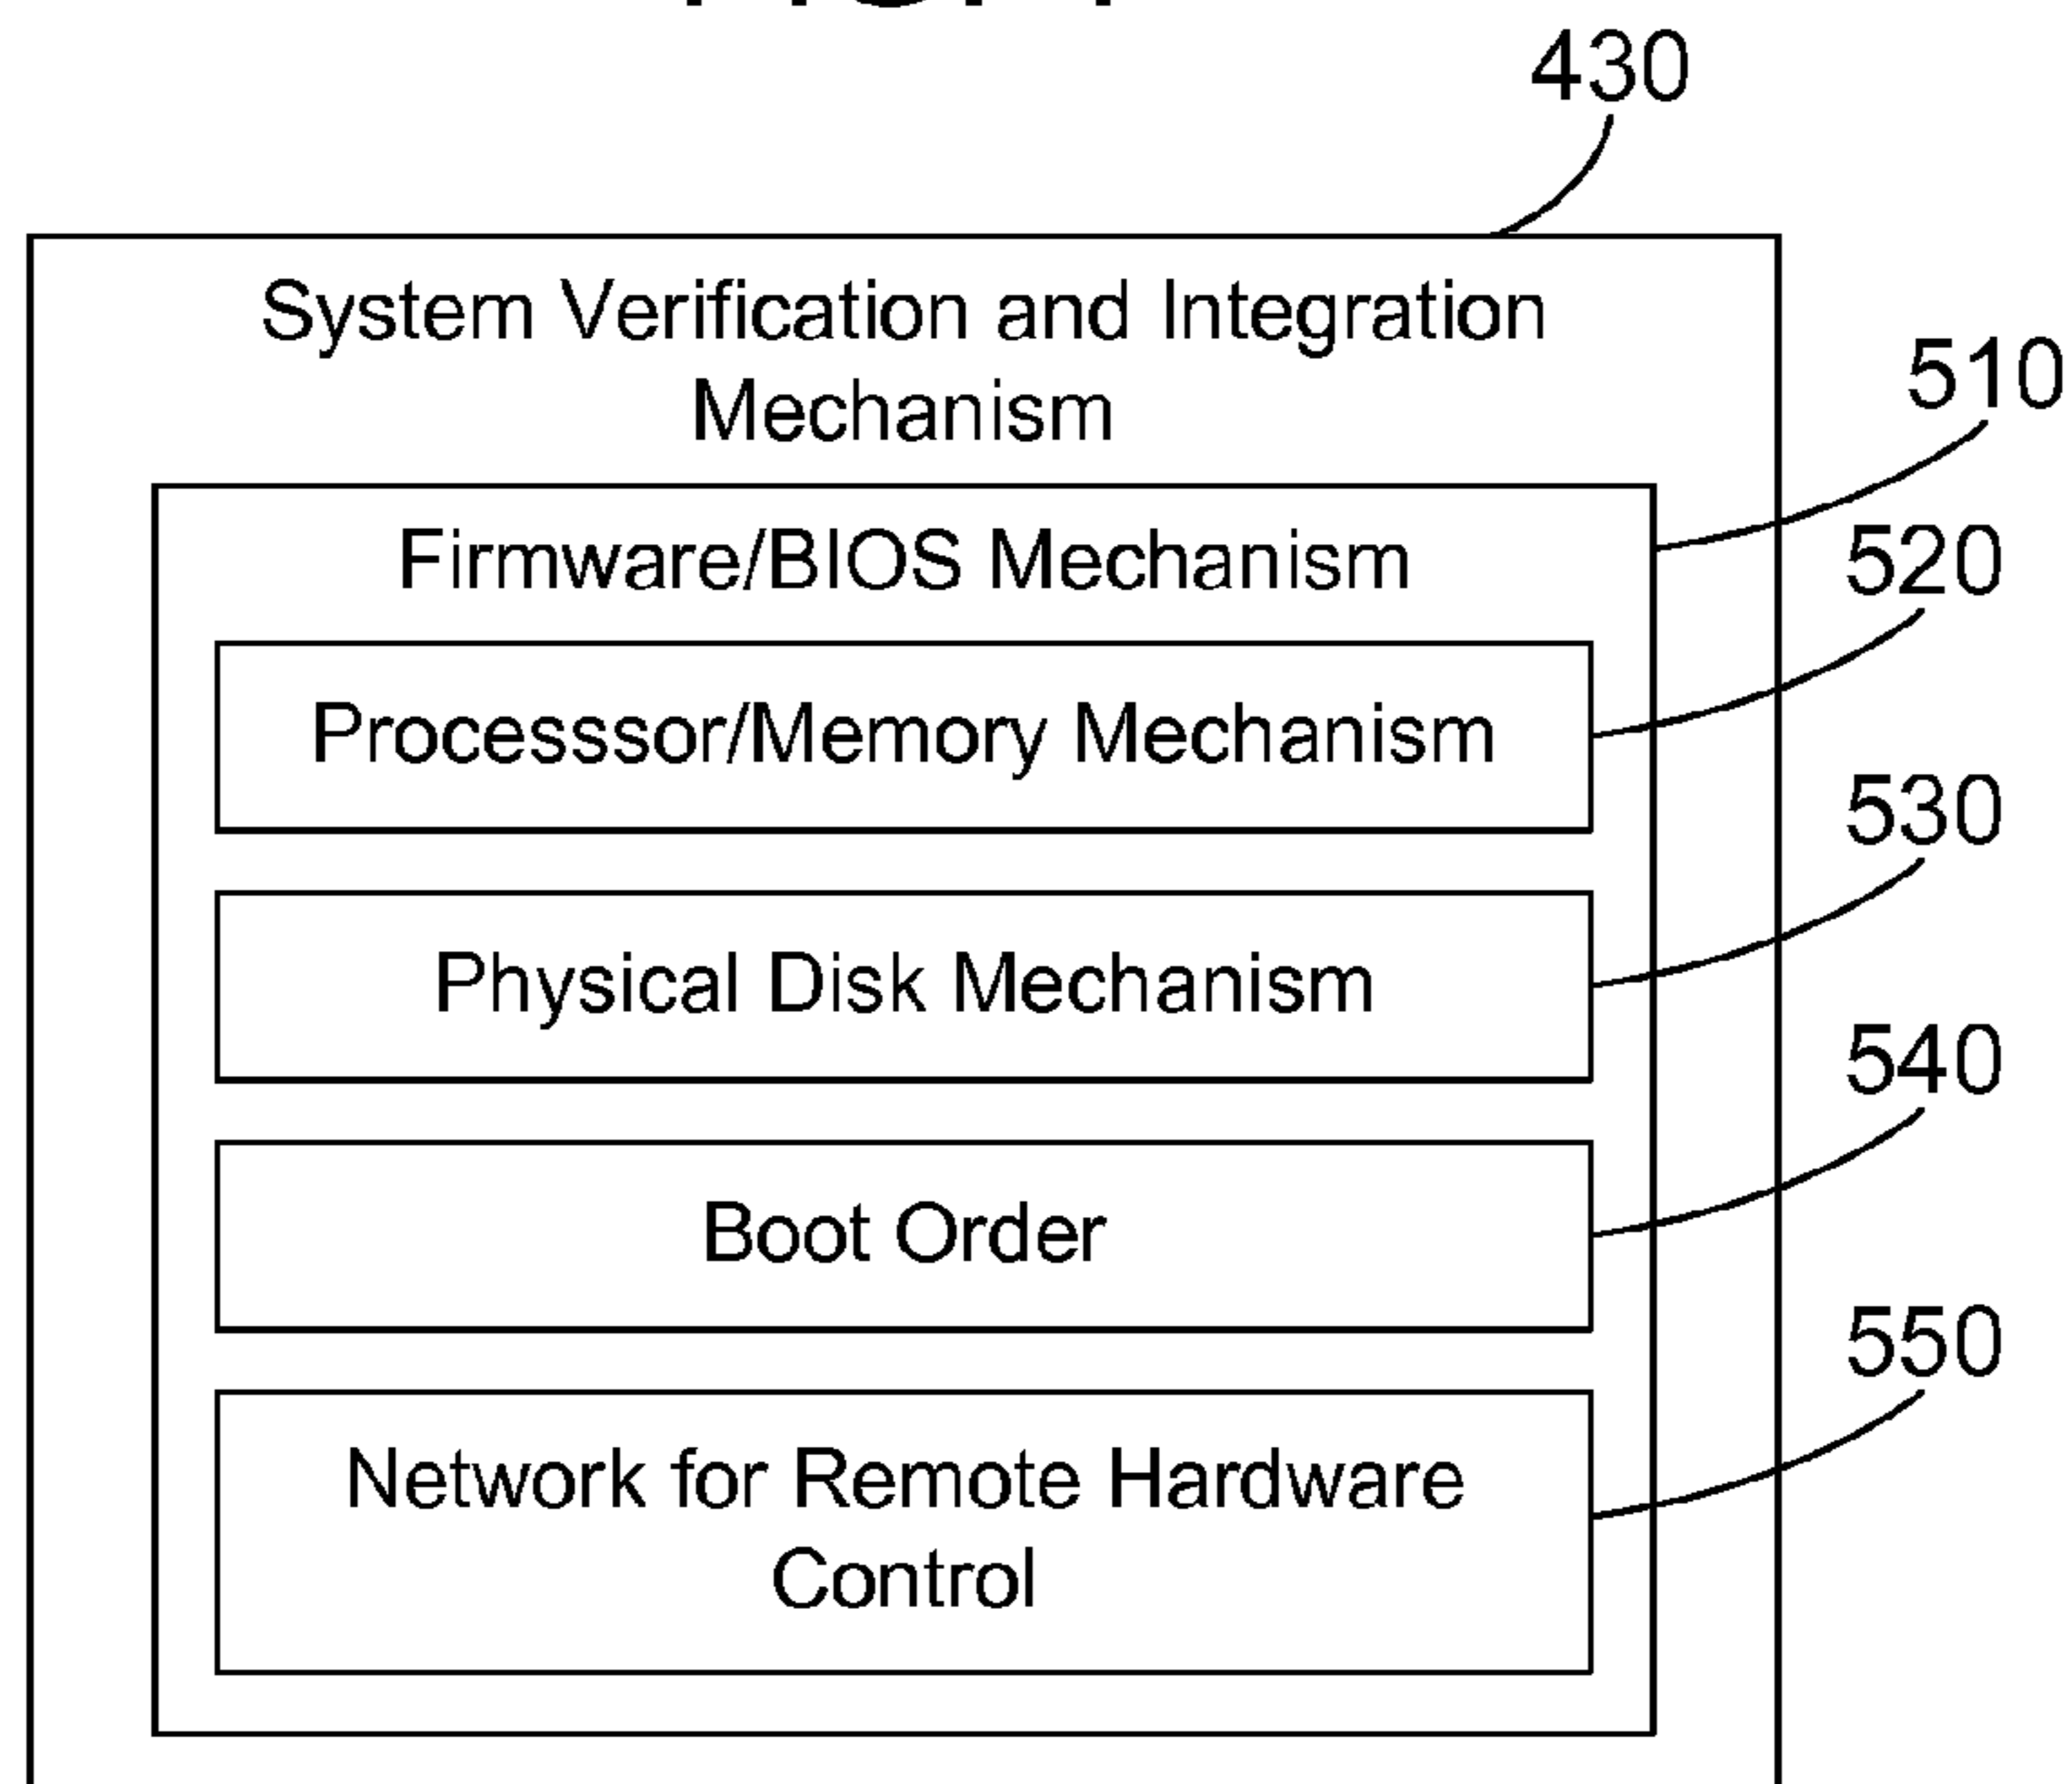 430
System Verification and Integration
Mechanism
510
Firmware/BIOS Mechanism
520
Processsor/Memory Mechanism
530
Physical Disk Mechanism
540
Boot Order
550
Network for Remote Hardware
Control